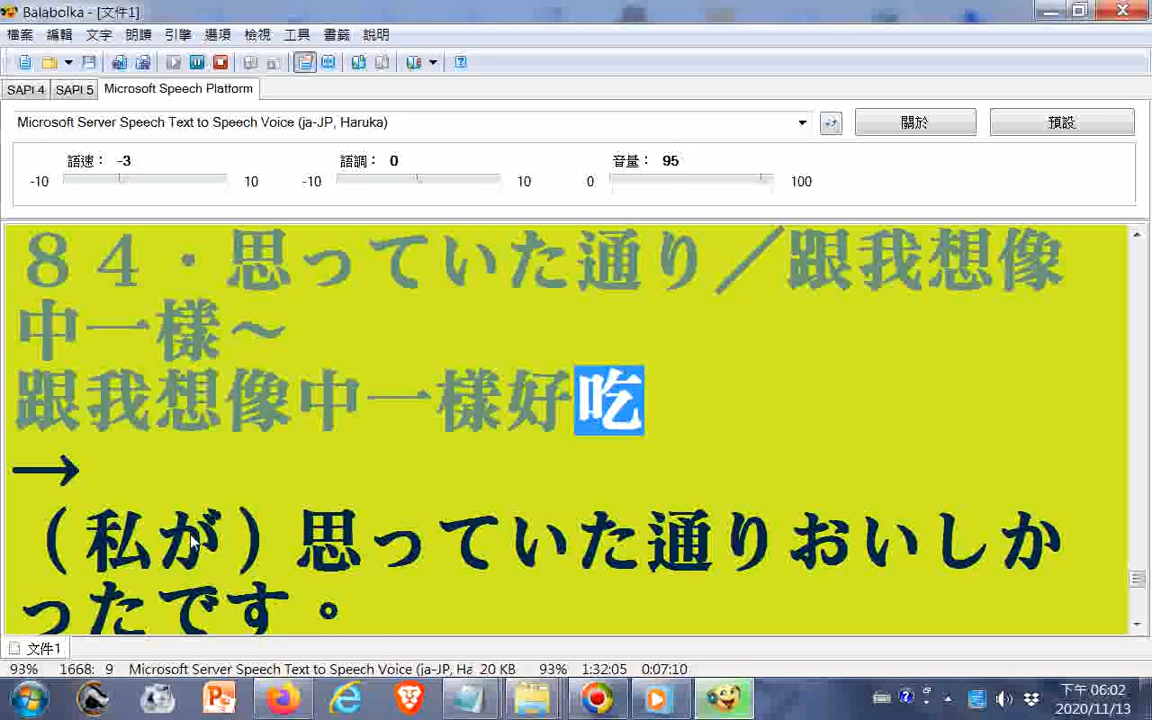 Balabolka - [文件1]
檔案 編輯 文字 朗讀 引擎 選項 檢視 工具 書籤 說明
SAPI 4 SAPI 5 Microsoft Speech Platform
Microsoft Server Speech Text to Speech Voice (ja-JP, Haruka) 關於 預設
語速： -3 語調： 0 音量： 95
-10 10 -10 10 0 100
８４・思っていた通り／跟我想像
中一樣～
跟我想像中一樣好吃
→
（私が）思っていた通りおいしか
ったです。
文件1
93% 1668: 9 Microsoft Server Speech Text to Speech Voice (ja-JP, Ha 20 KB 93% 1:32:05 0:07:10
下午 06:02
2020/11/13